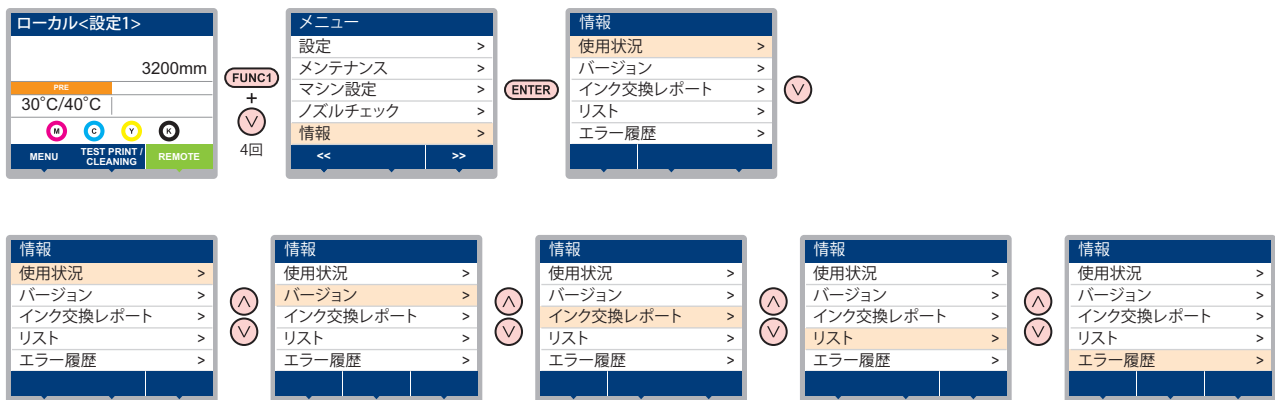 ローカル<設定1>
3200mm
PRE
30°C/40°C
M C Y K
MENU TEST PRINT / CLEANING REMOTE
FUNC1
+
4回
メニュー
設定 >
メンテナンス >
マシン設定 >
ノズルチェック >
情報 >
<< >>
ENTER
情報
使用状況 >
バージョン >
インク交換レポート >
リスト >
エラー履歴 >
情報
使用状況 >
バージョン >
インク交換レポート >
リスト >
エラー履歴 >
情報
使用状況 >
バージョン >
インク交換レポート >
リスト >
エラー履歴 >
情報
使用状況 >
バージョン >
インク交換レポート >
リスト >
エラー履歴 >
情報
使用状況 >
バージョン >
インク交換レポート >
リスト >
エラー履歴 >
情報
使用状況 >
バージョン >
インク交換レポート >
リスト >
エラー履歴 >